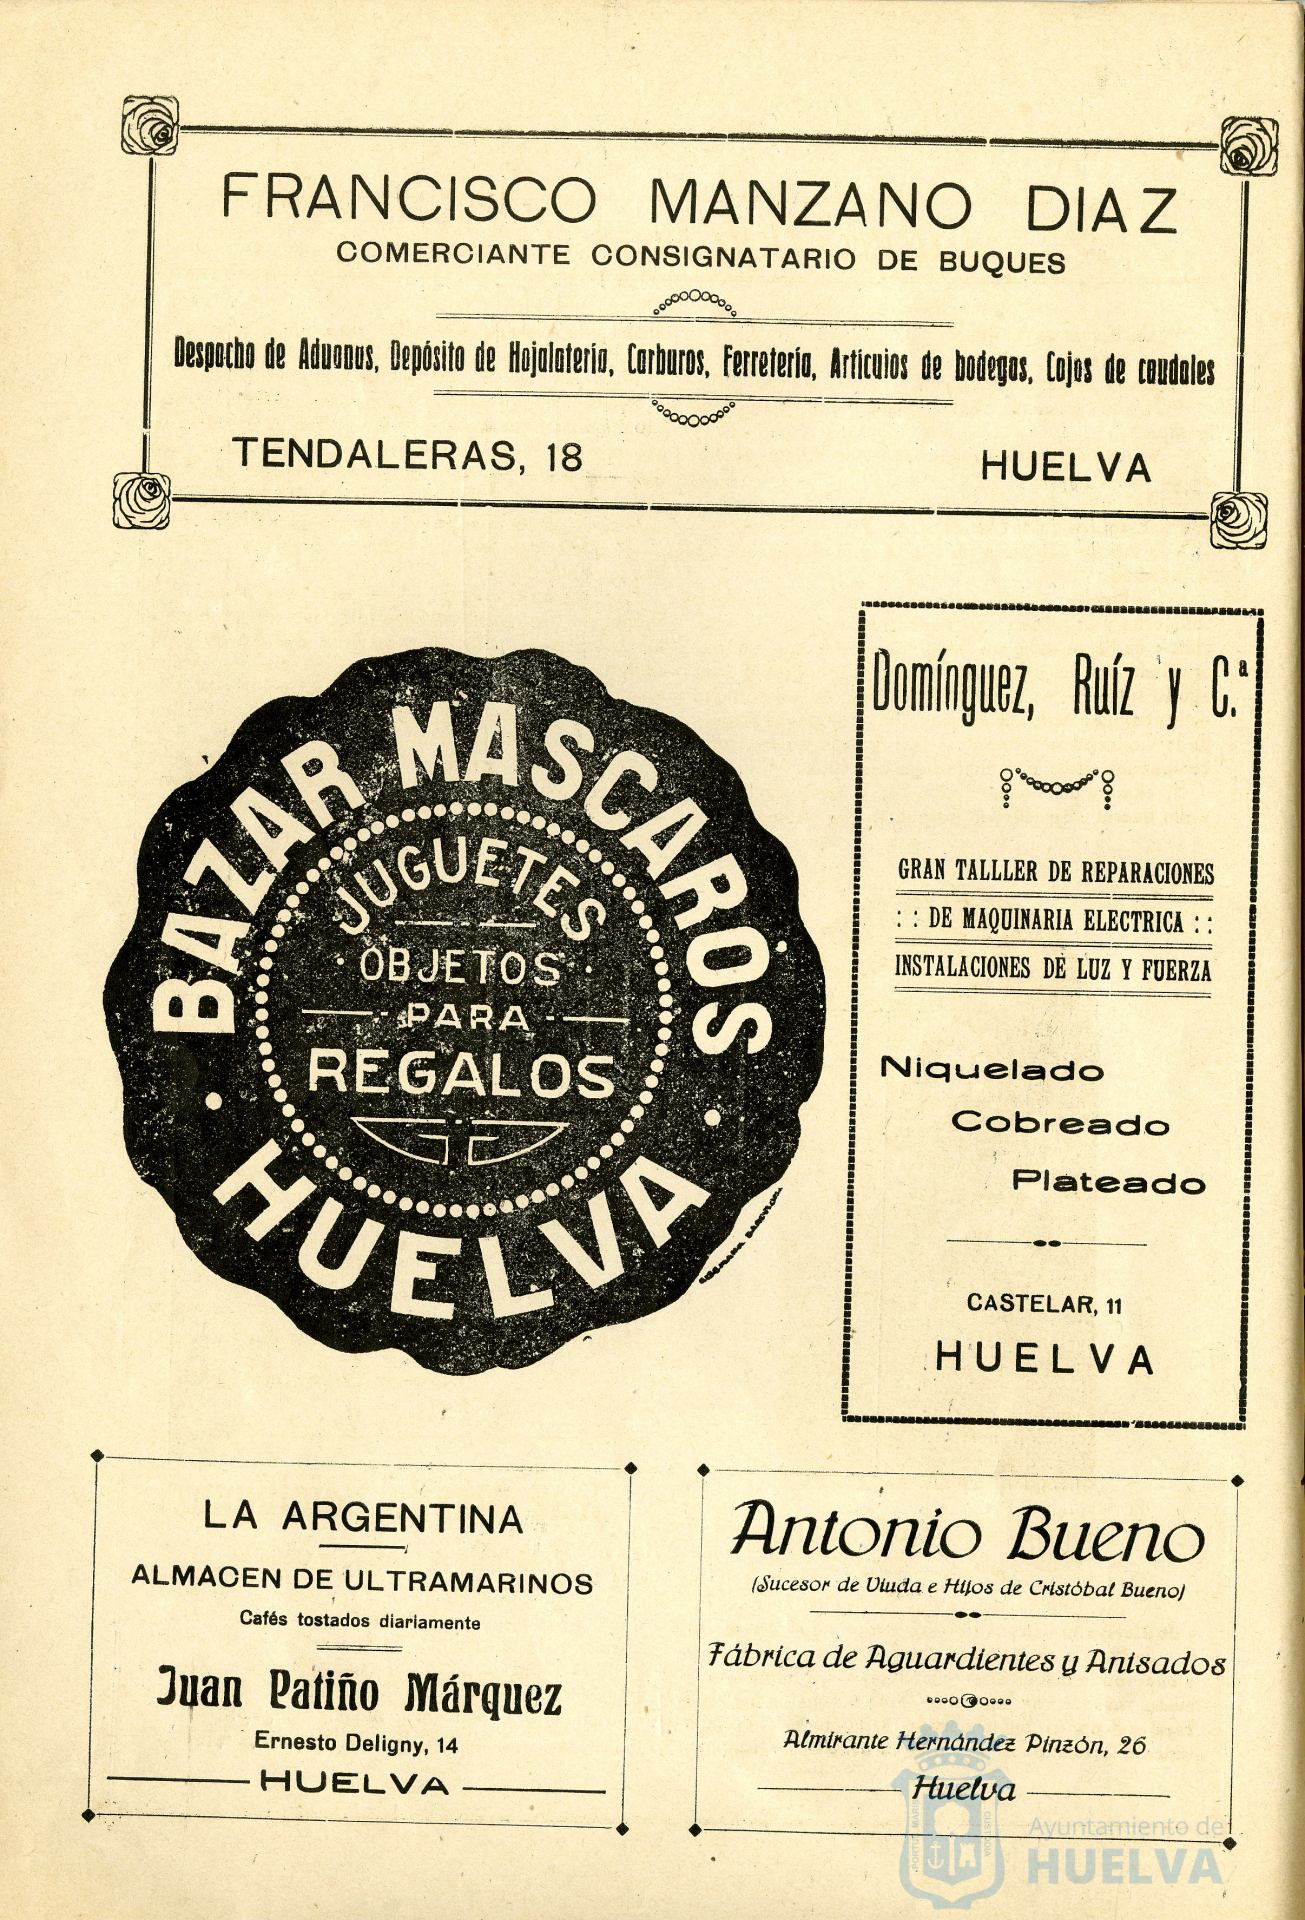 FRANCISCO MANZANO DIAZ
COMERCIANTE CONSIGNATARIO DE BUQUES
Despacho de Aduanas, Depósito de Hojalatería, Carburos, Ferretería, Artículos de bodegas, Cajas de caudales
TENDALERAS, 18
HUELVA
BAZAR MASCAROS
JUGUETES
OBJETOS
PARA
REGALOS
HUELVA
Domínguez, Ruíz y C.ª
GRAN TALLLER DE REPARACIONES
: : DE MAQUINARIA ELECTRICA : :
INSTALACIONES DE LUZ Y FUERZA
Niquelado
Cobreado
Plateado
CASTELAR, 11
HUELVA
LA ARGENTINA
ALMACEN DE ULTRAMARINOS
Cafés tostados diariamente
Juan Patiño Márquez
Ernesto Deligny, 14
HUELVA
Antonio Bueno
(Sucesor de Viuda e Hijos de Cristóbal Bueno)
Fábrica de Aguardientes y Anisados
Almirante Hernández Pinzón, 26
Huelva
Ayuntamiento de
HUELVA